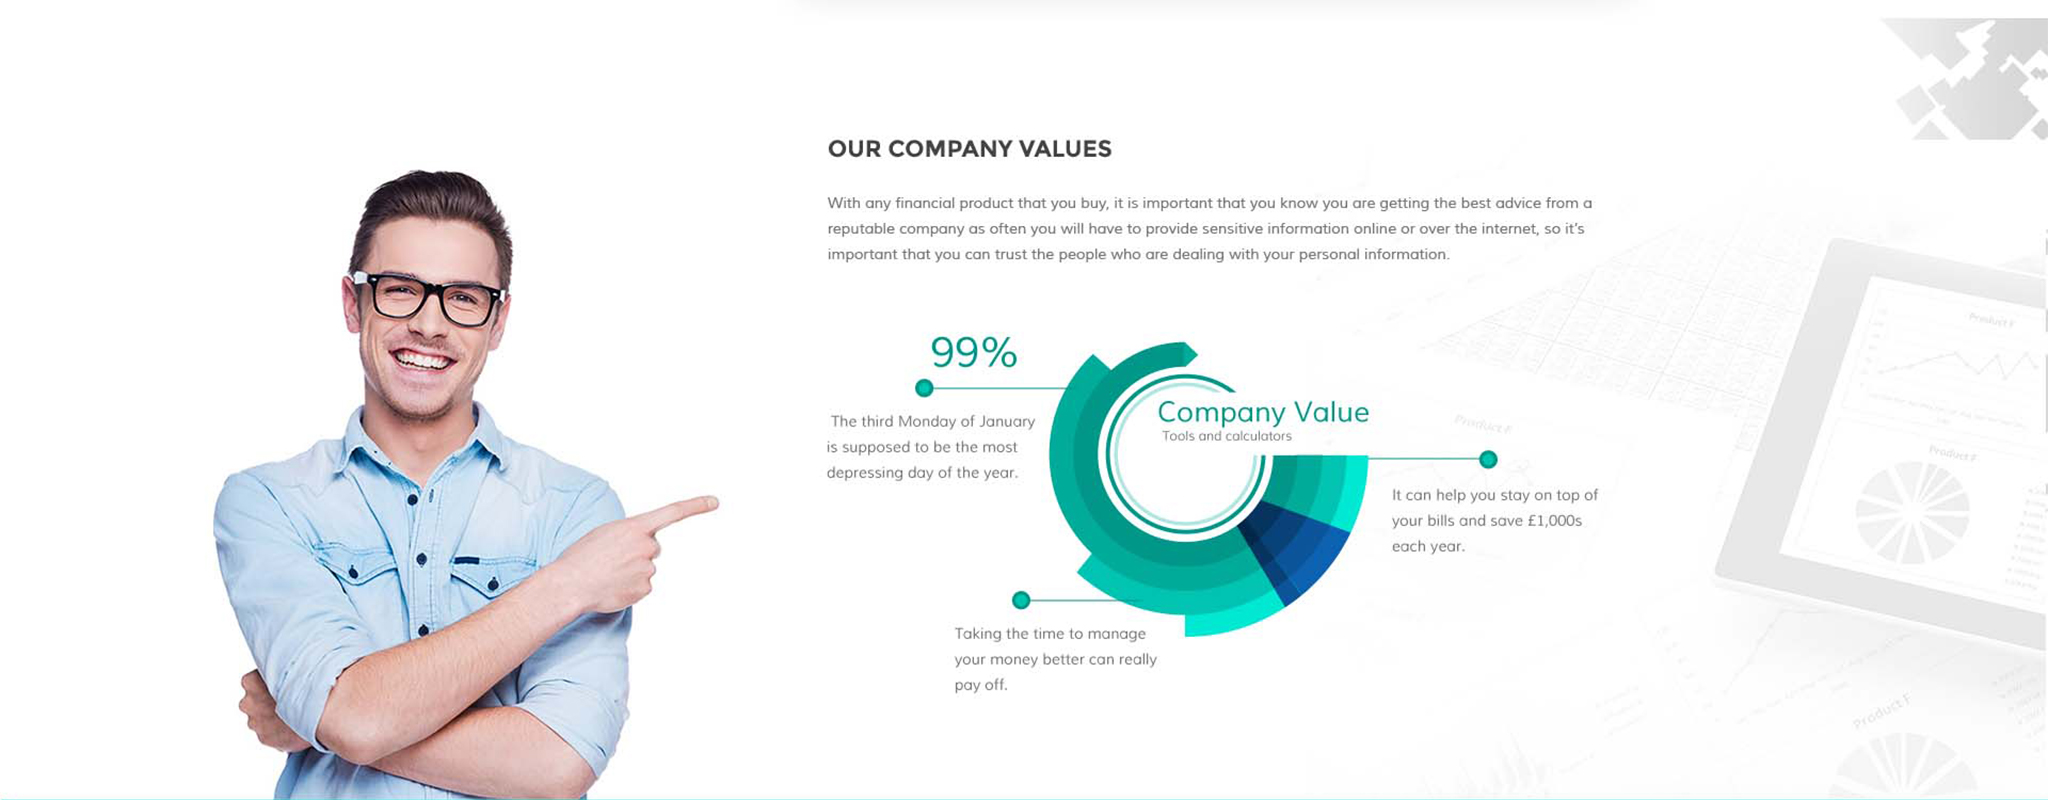 OUR COMPANY VALUES
With any financial product that you buy, it is important that you know you are getting the best advice from a
reputable company as often you will have to provide sensitive information online or over the internet, so it's
important that you can trust the people who are dealing with your personal information.
99%
The third Monday of January
is supposed to be the most
depressing day of the year.
Company Value
Tools and calculators
It can help you stay on top of
your bills and save £1,000s
each year.
Taking the time to manage
your money better can really
pay off.
Product F
Product F
Product F
Product F